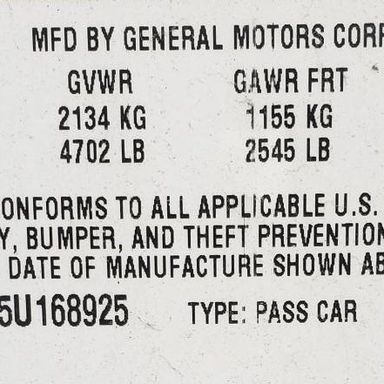 MFD BY GENERAL MOTORS CORP
GVWR GAWR FRT
2134 KG 1155 KG
4702 LB 2545 LB
ONFORMS TO ALL APPLICABLE U.S.
Y, BUMPER, AND THEFT PREVENTION
DATE OF MANUFACTURE SHOWN AB
5U168925 TYPE: PASS CAR